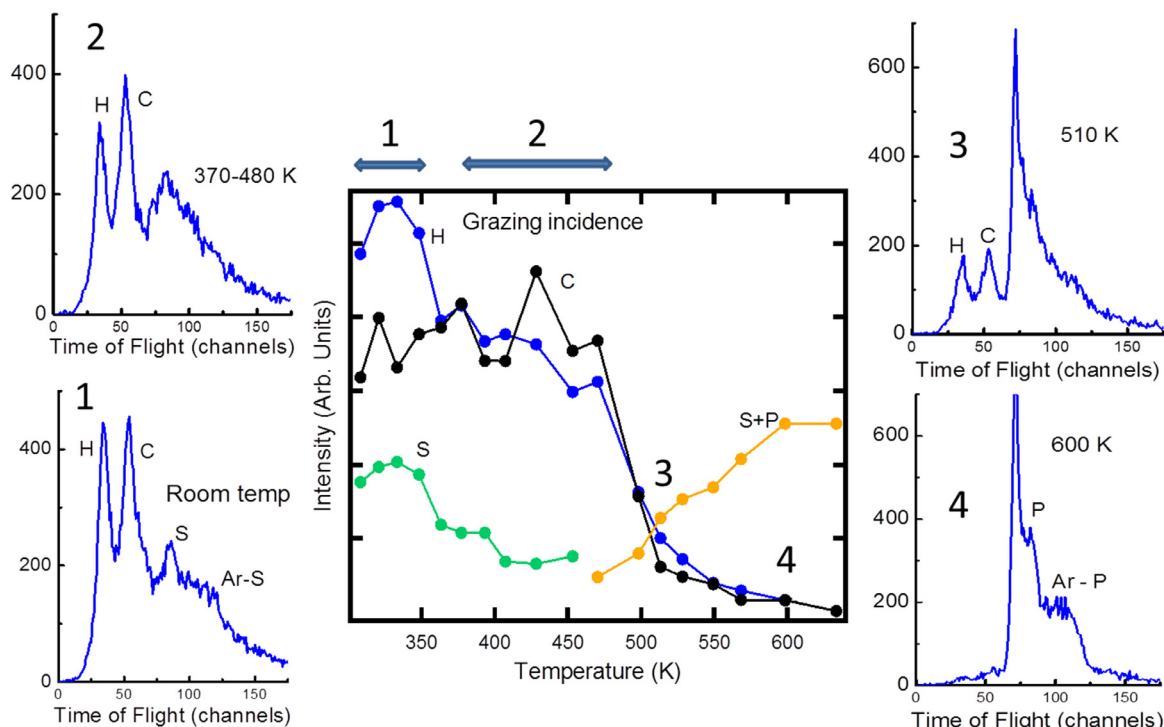 2
400
200
0
H
C
370-480 K
0 50 100 150
Time of Flight (channels)
1
400
200
0
H
C
Room temp
S
Ar-S
0 50 100 150
Time of Flight (channels)
1
2
Grazing incidence
H
C
S
S+P
3
4
Intensity (Arb. Units)
350 400 450 500 550 600
Temperature (K)
3
600
400
200
0
510 K
H
C
0 50 100 150
Time of Flight (channels)
4
600
400
200
0
600 K
P
Ar - P
0 50 100 150
Time of Flight (channels)